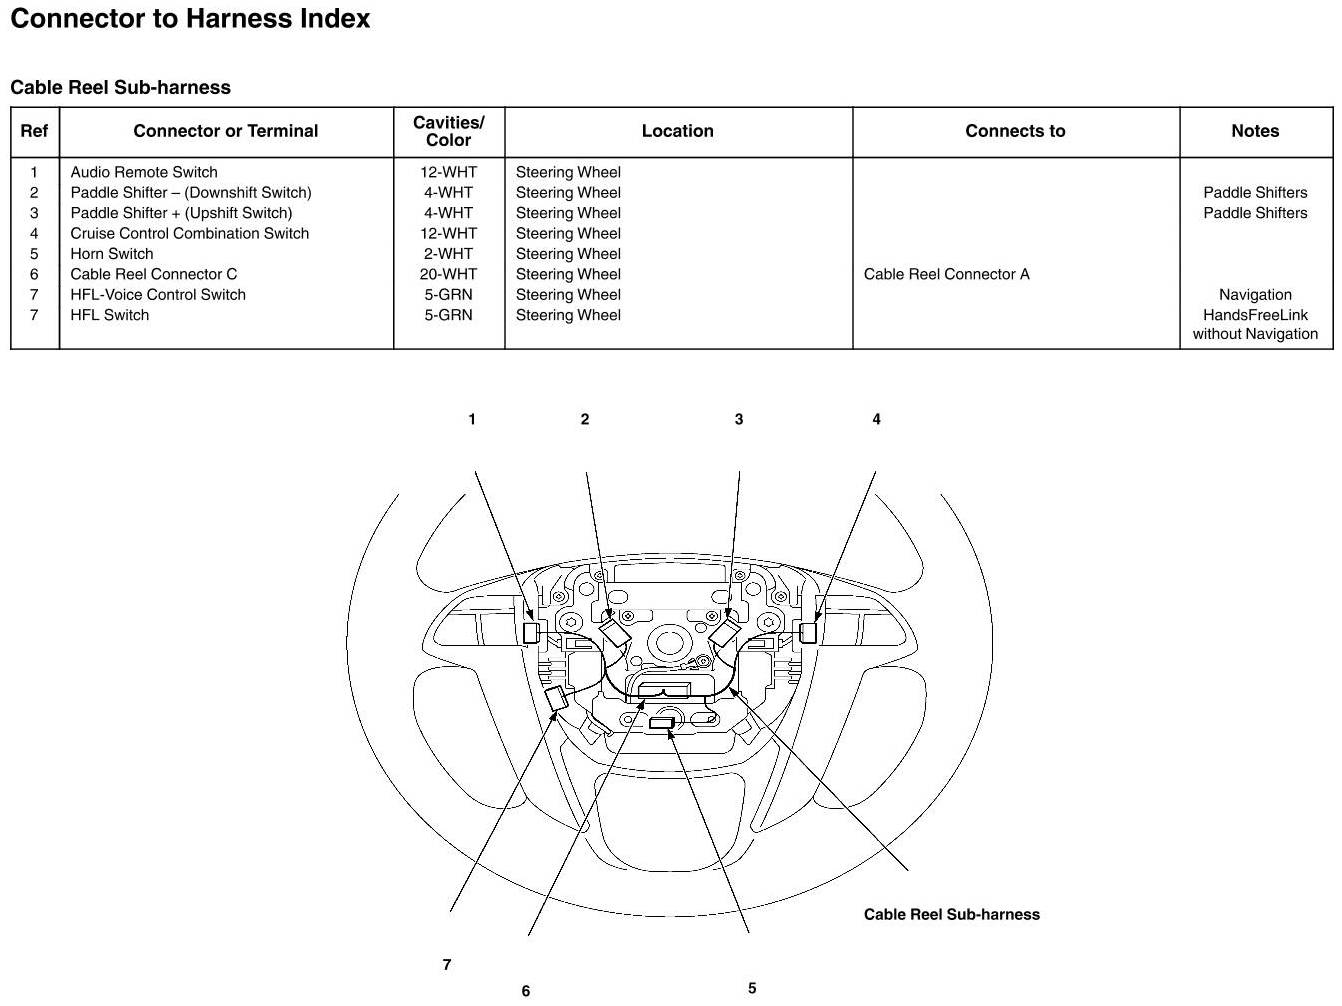 Connector to Harness Index
Cable Reel Sub-harness
Ref Connector or Terminal Cavities/ Color Location Connects to Notes
1 Audio Remote Switch 12-WHT Steering Wheel
2 Paddle Shifter – (Downshift Switch) 4-WHT Steering Wheel Paddle Shifters
3 Paddle Shifter + (Upshift Switch) 4-WHT Steering Wheel Paddle Shifters
4 Cruise Control Combination Switch 12-WHT Steering Wheel
5 Horn Switch 2-WHT Steering Wheel
6 Cable Reel Connector C 20-WHT Steering Wheel Cable Reel Connector A
7 HFL-Voice Control Switch 5-GRN Steering Wheel Navigation
7 HFL Switch 5-GRN Steering Wheel HandsFreeLink
without Navigation
1 2 3 4
Cable Reel Sub-harness
7
6 5